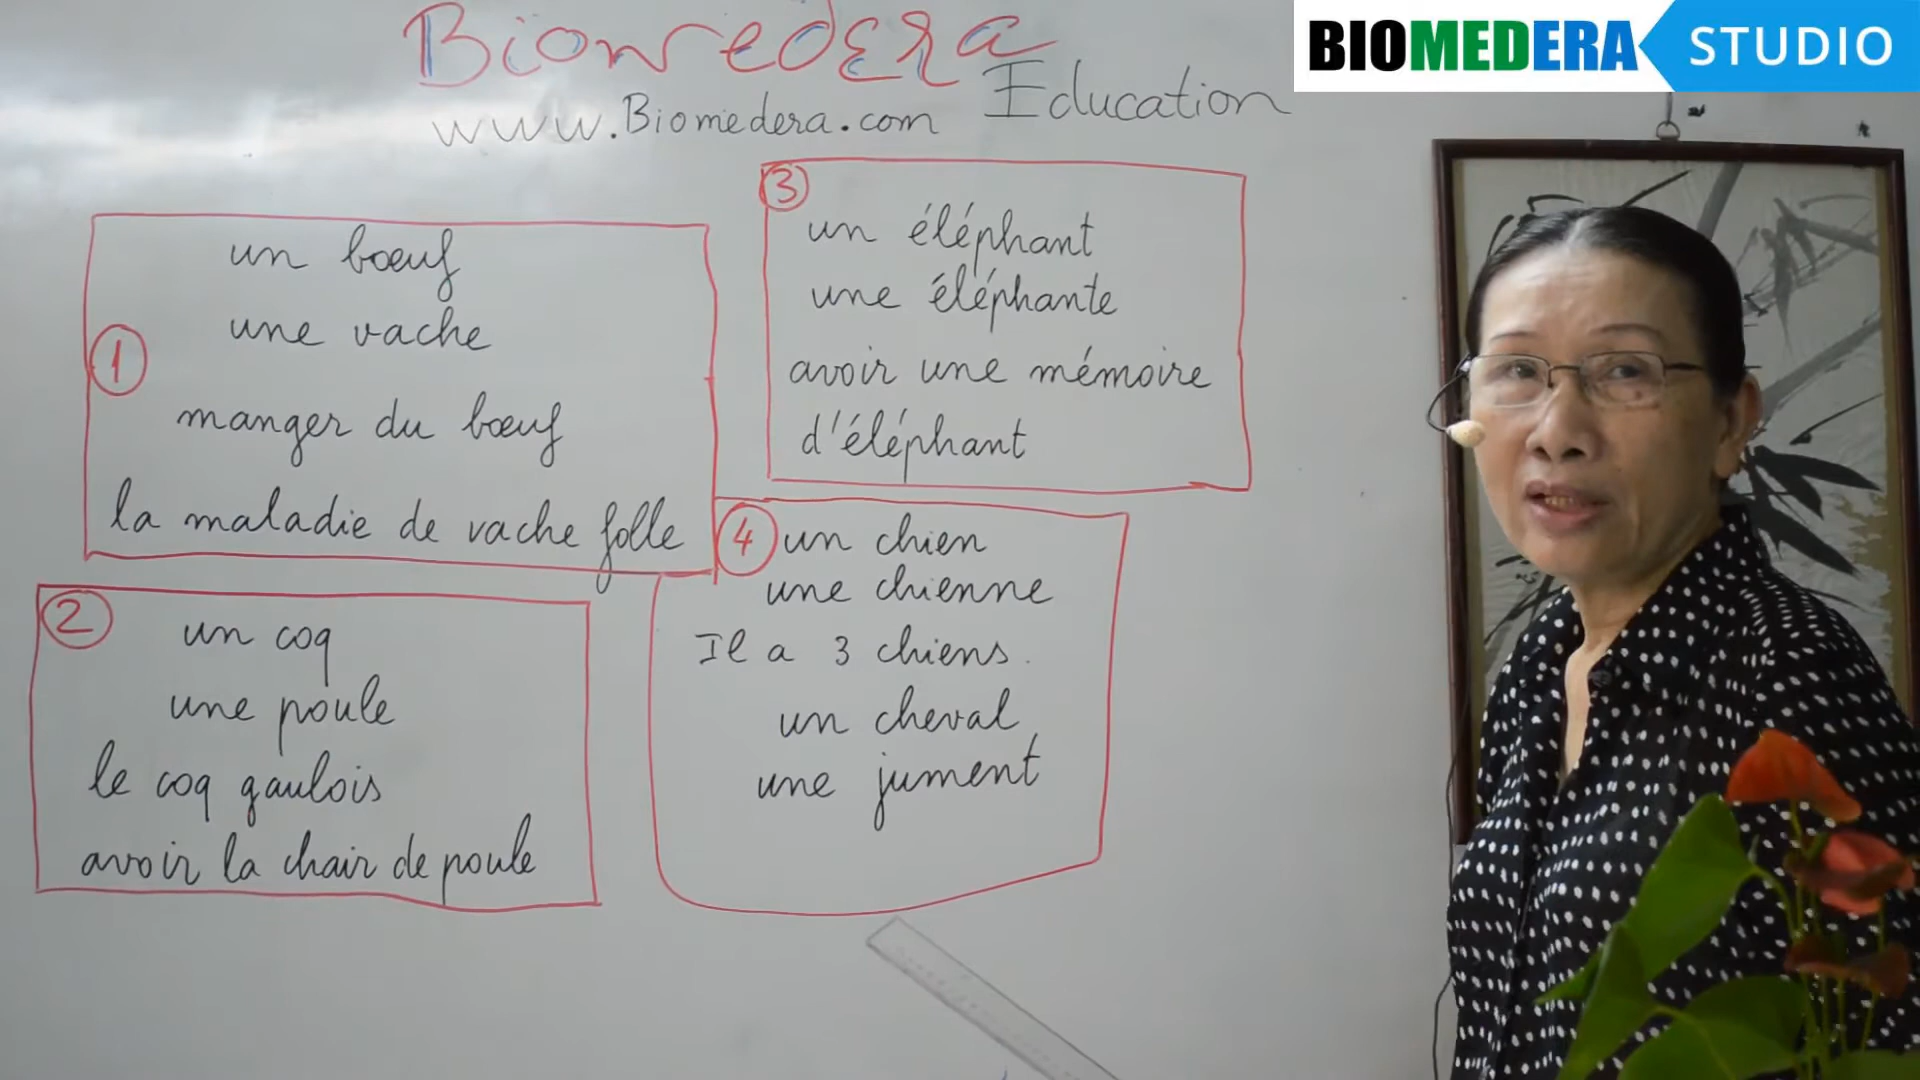 Biomedera
Education
www.Biomedera.com
BIOMEDERA STUDIO
1
un bœuf
une vache
manger du bœuf
la maladie de vache folle
2
un coq
une poule
le coq gaulois
avoir la chair de poule
3
un éléphant
une éléphante
avoir une mémoire
d'éléphant
4 un chien
une chienne
Il a 3 chiens.
un cheval
une jument